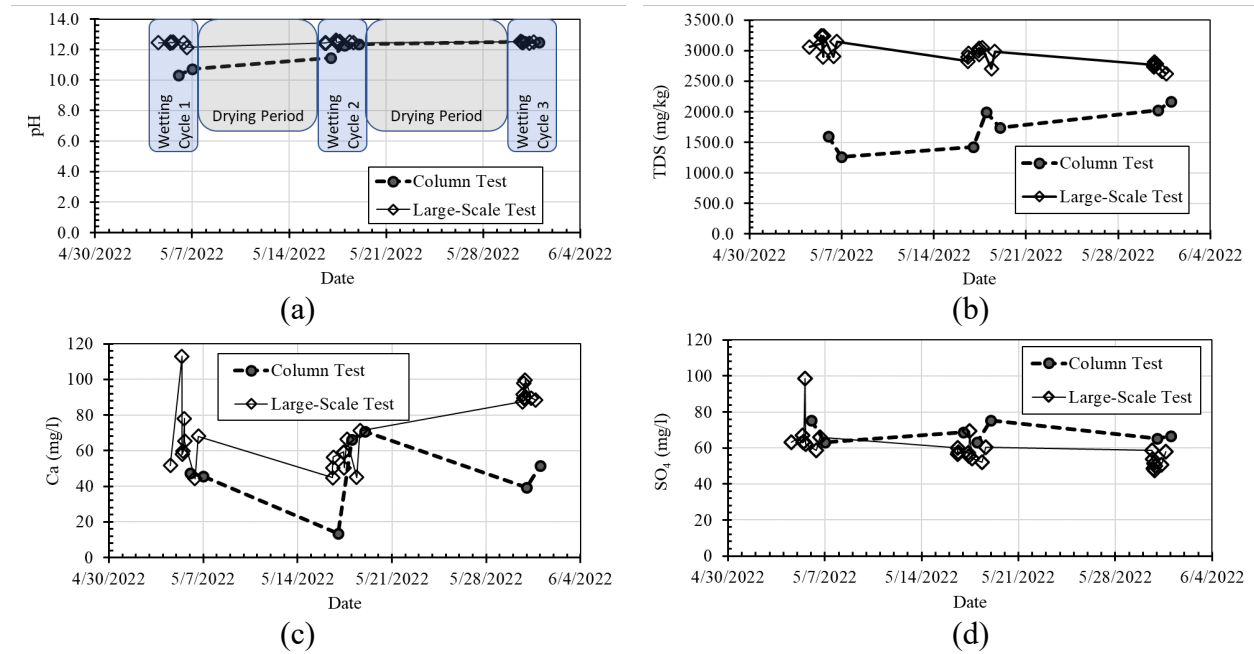 14.0
12.0
10.0
8.0
6.0
4.0
2.0
0.0
pH
Wetting
Cycle 1
Drying Period
Wetting
Cycle 2
Drying Period
Wetting
Cycle 3
Column Test
Large-Scale Test
4/30/2022 5/7/2022 5/14/2022 5/21/2022 5/28/2022 6/4/2022
Date
(a)
3500.0
3000.0
2500.0
2000.0
1500.0
1000.0
500.0
0.0
TDS (mg/kg)
Column Test
Large-Scale Test
4/30/2022 5/7/2022 5/14/2022 5/21/2022 5/28/2022 6/4/2022
Date
(b)
120
100
80
60
40
20
0
Ca (mg/l)
Column Test
Large-Scale Test
4/30/2022 5/7/2022 5/14/2022 5/21/2022 5/28/2022 6/4/2022
Date
(c)
120
100
80
60
40
20
0
SO₄ (mg/l)
Column Test
Large-Scale Test
4/30/2022 5/7/2022 5/14/2022 5/21/2022 5/28/2022 6/4/2022
Date
(d)